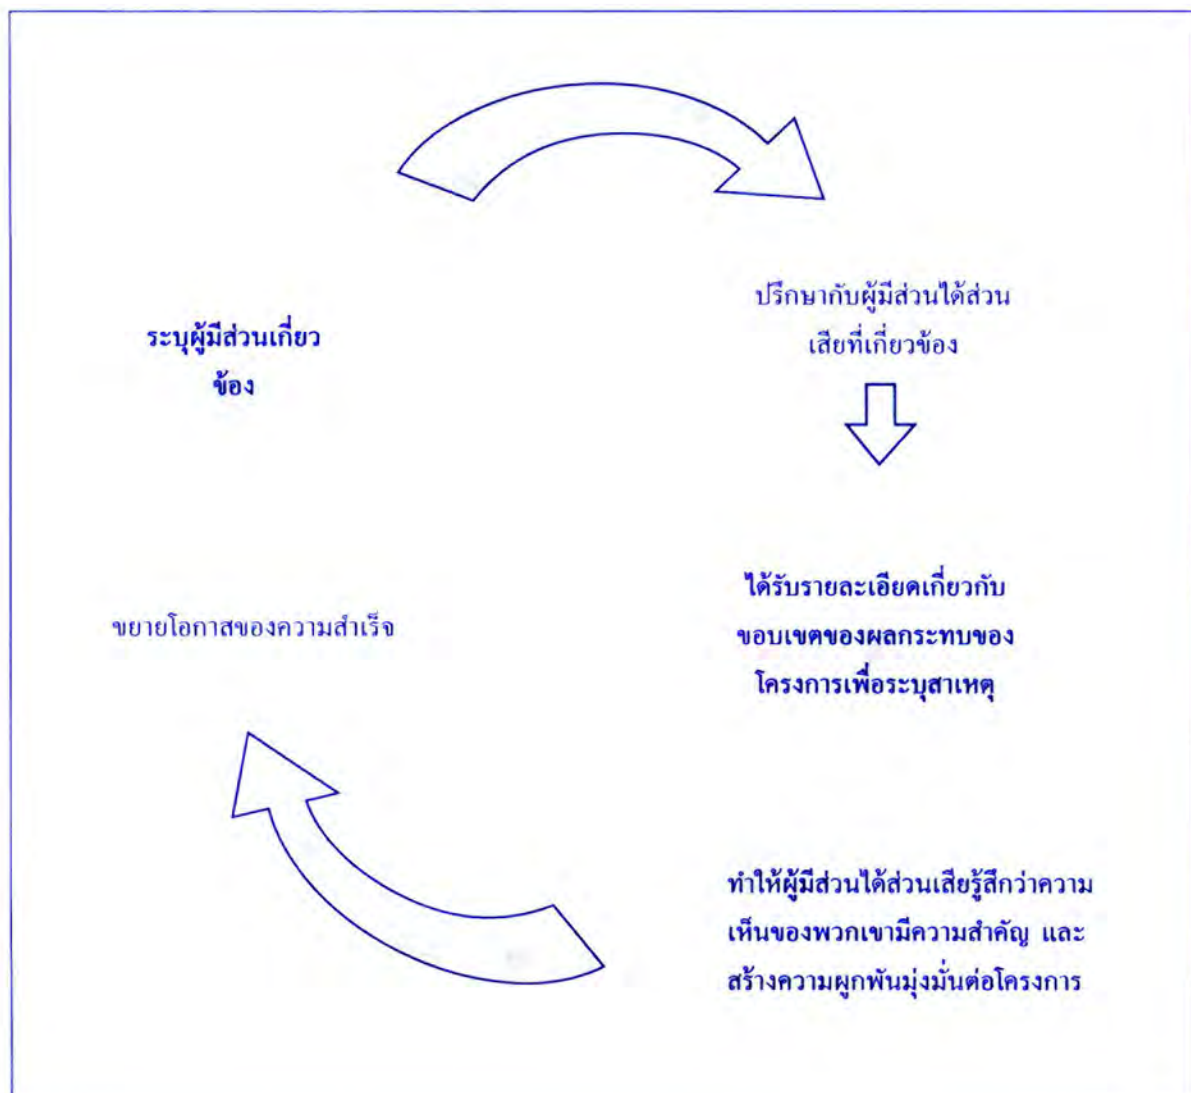 ระบุผู้มีส่วนเกี่ยว
ข้อง
ปรึกษากับผู้มีส่วนได้ส่วน
เสียที่เกี่ยวข้อง
ได้รับรายละเอียดเกี่ยวกับ
ขอบเขตของผลกระทบของ
โครงการเพื่อระบุสาเหตุ
ทำให้ผู้มีส่วนได้ส่วนเสียรู้สึกว่าความ
เห็นของพวกเขามีความสำคัญ และ
สร้างความผูกพันมุ่งมั่นต่อโครงการ
ขยายโอกาสของความสำเร็จ